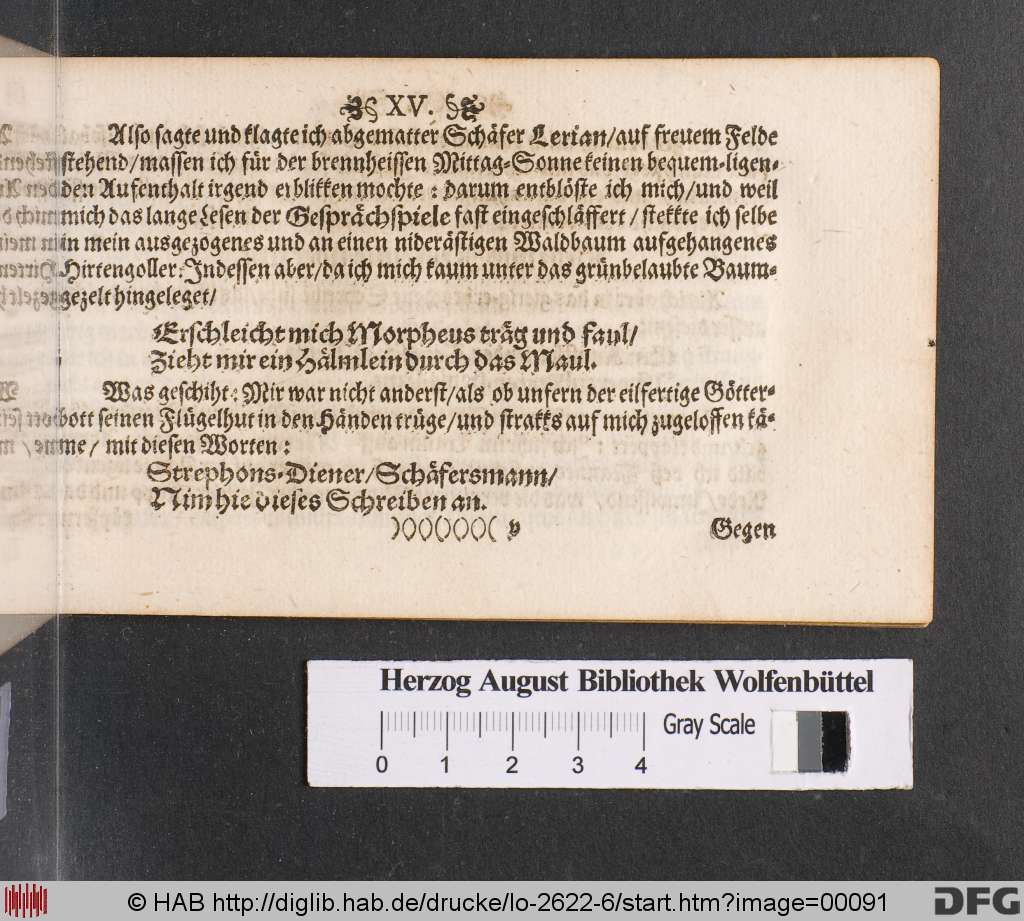 XV.
Also sagte und klagte ich abgematter Schäfer Lerian/auf freuem Felde
stehend/massen ich für der brennheissen Mittag-Sonne keinen bequem-ligen-
den Aufenthalt irgend erblikken mochte : darum entblöste ich mich/und weil
mich das lange Lesen der Gesprächspiele fast eingeschläffert/stekkte ich selbe
in mein ausgezogenes und an einen niderästigen Waldbaum aufgehangenes
Hirtengoller: Indessen aber/da ich mich kaum unter das grünbelaubte Baum-
gezelt hingeleget/
Erschleicht mich Morpheus träg und faul/
Zieht mir ein Hälmlein durch das Maul.
Was geschiht: Mir war nicht anderst/als ob unfern der eilfertige Götter-
bott seinen Flügelhut in den Händen trüge/und strakks auf mich zugeloffen kä-
me/mit diesen Worten:
Strephons-Diener/Schäfersmann/
Nim hie dieses Schreiben an.
)()()()()()( v
Gegen
Herzog August Bibliothek Wolfenbüttel
Gray Scale
0 1 2 3 4
© HAB http://diglib.hab.de/drucke/lo-2622-6/start.htm?image=00091
DFG